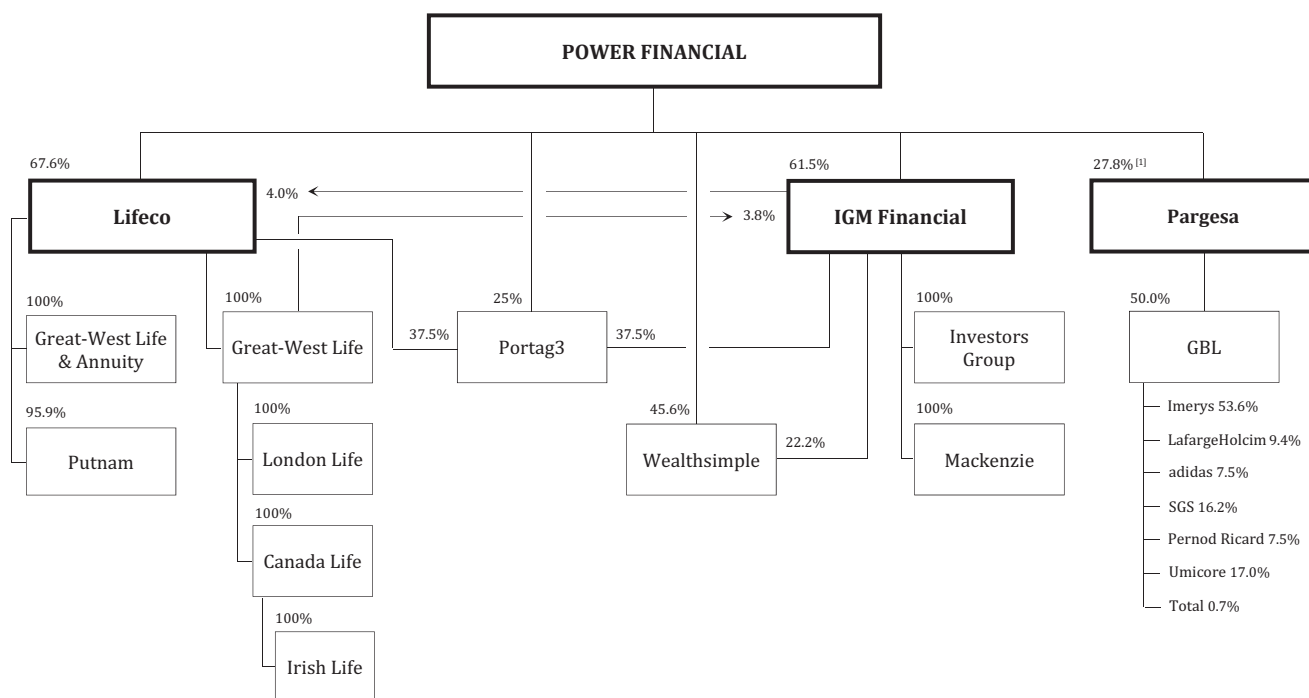 POWER FINANCIAL
67.6%
61.5%
27.8% [1]
4.0%
3.8%
Lifeco
IGM Financial
Pargesa
100%
100%
25%
100%
50.0%
37.5%
37.5%
Great-West Life
& Annuity
Great-West Life
Portag3
Investors
Group
GBL
95.9%
100%
45.6%
22.2%
100%
Putnam
London Life
Wealthsimple
Mackenzie
Imerys 53.6%
LafargeHolcim 9.4%
adidas 7.5%
SGS 16.2%
Pernod Ricard 7.5%
Umicore 17.0%
Total 0.7%
100%
Canada Life
100%
Irish Life